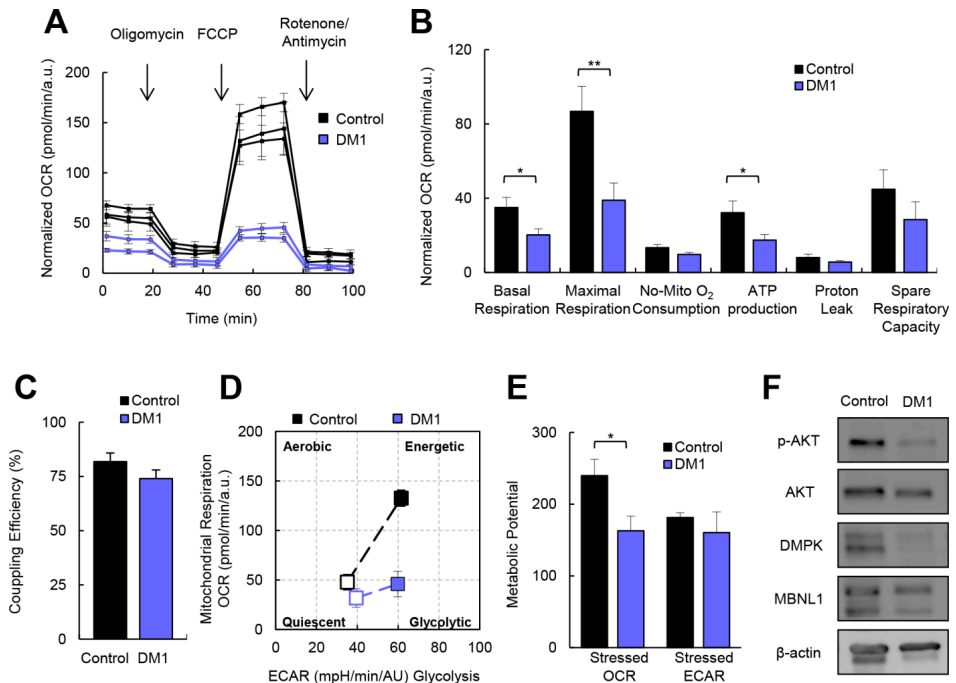 A
Oligomycin FCCP Rotenone/
Antimycin
Normalized OCR (pmol/min/a.u.)
200
150
100
50
0
0 20 40 60 80 100
Time (min)
Control
DM1
B
Normalized OCR (pmol/min/a.u.)
120
80
40
0
Control
DM1
*
**
*
Basal
Respiration
Maximal
Respiration
No-Mito O2
Consumption
ATP
production
Proton
Leak
Spare
Respiratory
Capacity
C
Control
DM1
Couppling Efficiency (%)
100
75
50
25
0
Control DM1
D
Control DM1
Mitochondrial Respiration
OCR (pmol/min/a.u.)
200
150
100
50
0
Aerobic Energetic
Quiescent Glycplytic
0 20 40 60 80 100
ECAR (mpH/min/AU) Glycolysis
E
Metabolic Potential
300
200
100
0
*
Control
DM1
Stressed
OCR
Stressed
ECAR
F
Control DM1
p-AKT
AKT
DMPK
MBNL1
β-actin